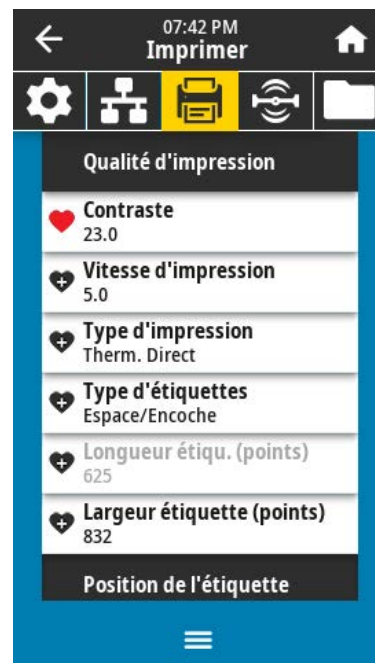 07:42 PM
Imprimer
Qualité d'impression
Contraste
23.0
Vitesse d'impression
5.0
Type d'impression
Therm. Direct
Type d'étiquettes
Espace/Encoche
Longueur étiqu. (points)
625
Largeur étiquette (points)
832
Position de l'étiquette